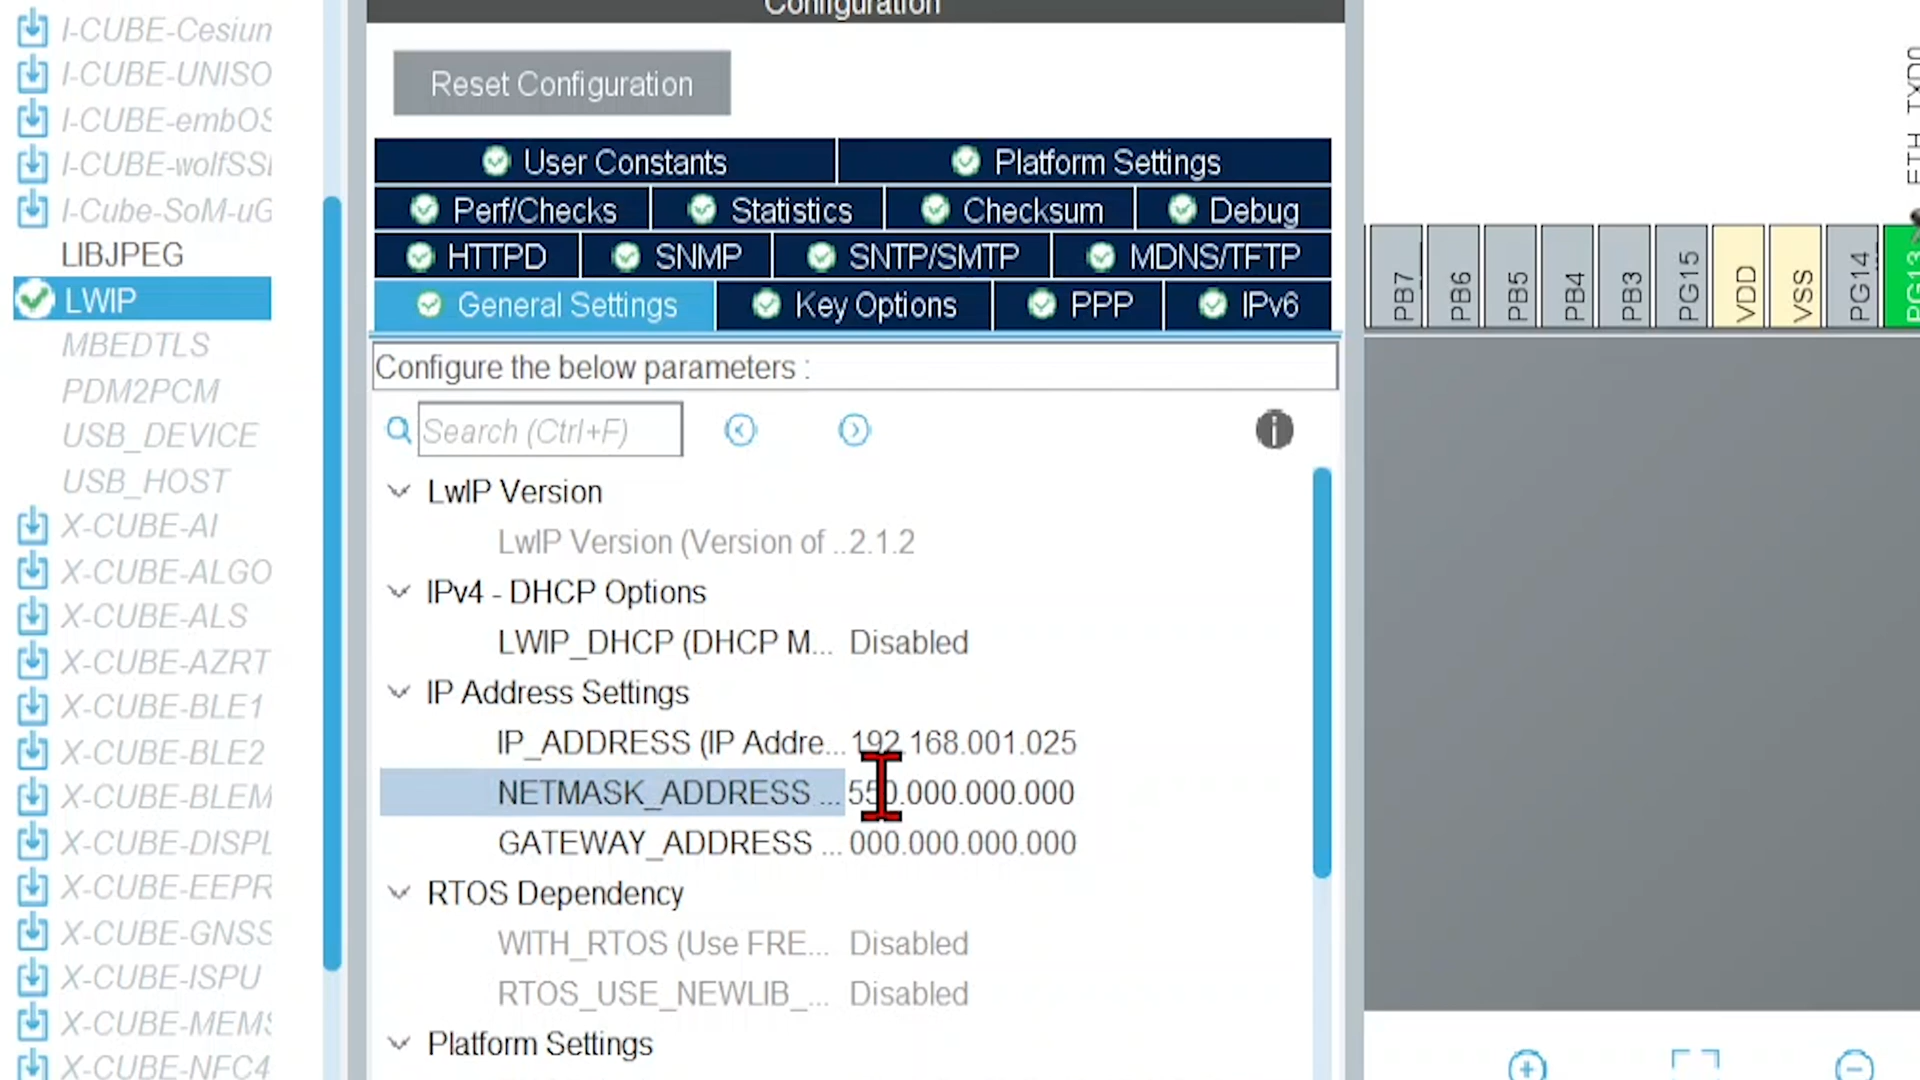 Configuration
I-CUBE-Cesiun
I-CUBE-UNISO
I-CUBE-embOS
I-CUBE-wolfSSI
I-Cube-SoM-uG
LIBJPEG
LWIP
MBEDTLS
PDM2PCM
USB_DEVICE
USB_HOST
X-CUBE-AI
X-CUBE-ALGO
X-CUBE-ALS
X-CUBE-AZRT
X-CUBE-BLE1
X-CUBE-BLE2
X-CUBE-BLEM
X-CUBE-DISPL
X-CUBE-EEPR
X-CUBE-GNSS
X-CUBE-ISPU
X-CUBE-MEMS
X-CUBE-NFC4
Reset Configuration
User Constants Platform Settings
Perf/Checks Statistics Checksum Debug
HTTPD SNMP SNTP/SMTP MDNS/TFTP
General Settings Key Options PPP IPv6
Configure the below parameters :
Search (Ctrl+F)
LwIP Version
LwIP Version (Version of ..2.1.2
IPv4 - DHCP Options
LWIP_DHCP (DHCP M... Disabled
IP Address Settings
IP_ADDRESS (IP Addre... 192.168.001.025
NETMASK_ADDRESS ... 550.000.000.000
GATEWAY_ADDRESS ... 000.000.000.000
RTOS Dependency
WITH_RTOS (Use FRE... Disabled
RTOS_USE_NEWLIB_... Disabled
Platform Settings
ETH_TXD0
PB7 PB6 PB5 PB4 PB3 PG15 VDD VSS PG14 PG13